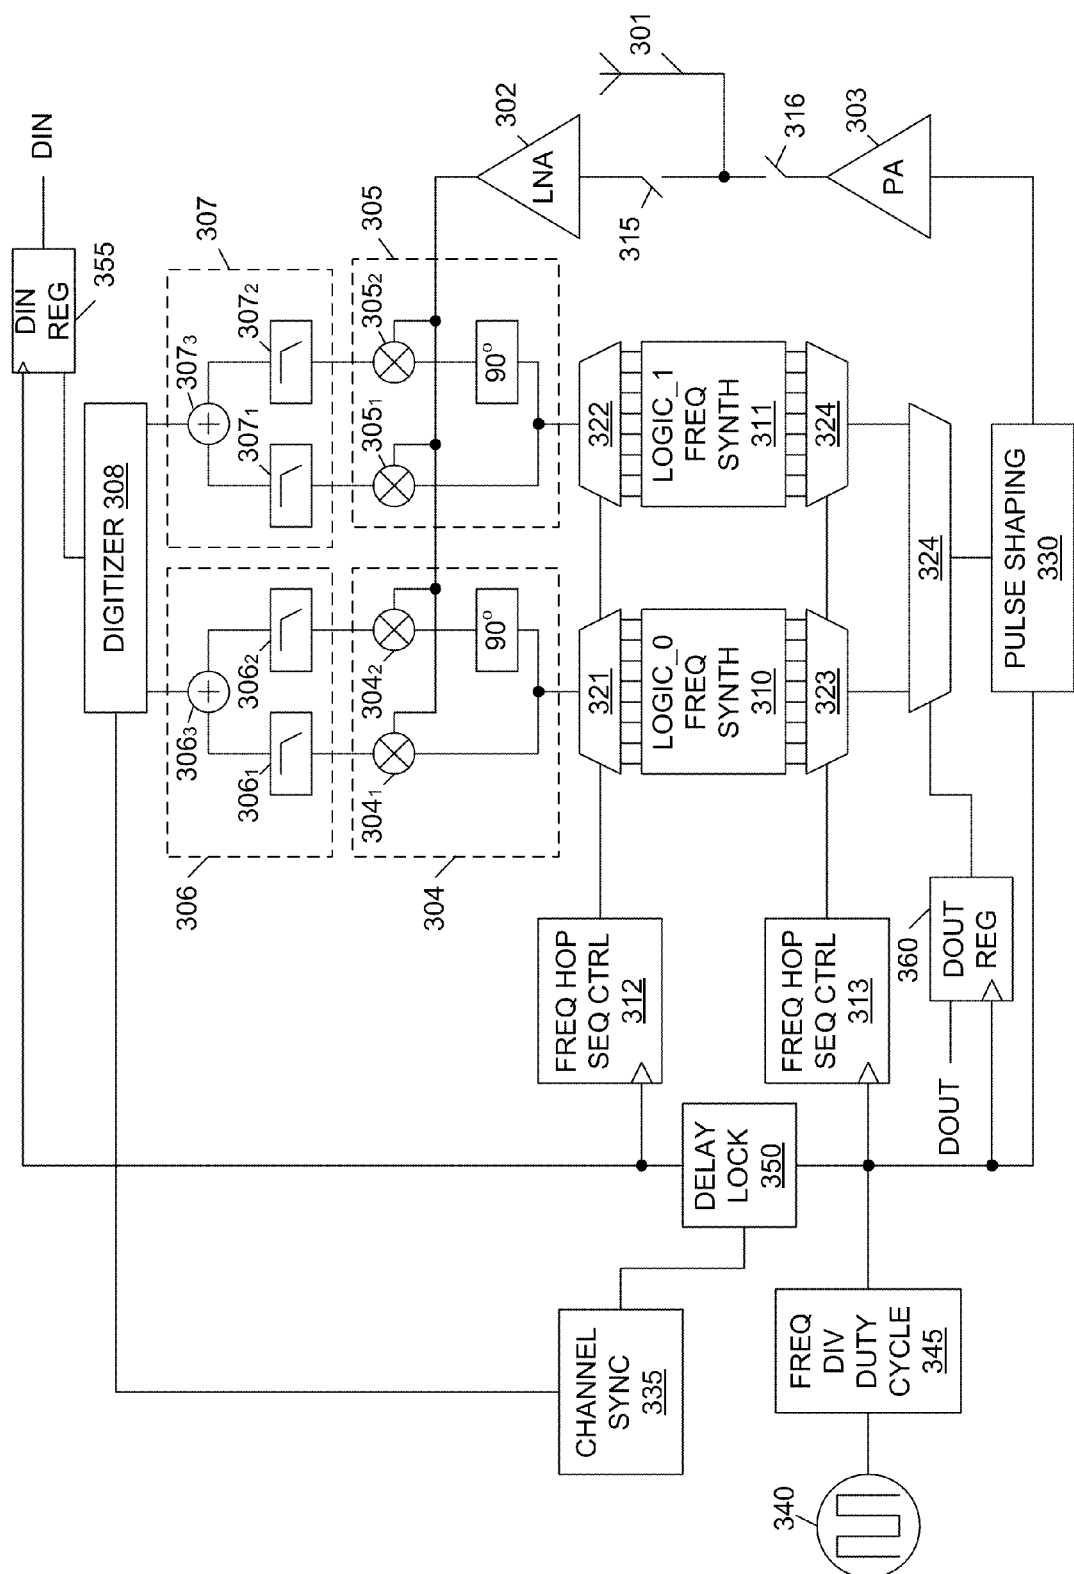 DIN
DIN
REG
355
DIGITIZER 308
307
307₃
307₁
307₂
306
306₃
306₁
306₂
305
305₁
305₂
90°
304
304₁
304₂
90°
302
LNA
301
315
316
303
PA
322
LOGIC_1
FREQ
SYNTH
311
324
321
LOGIC_0
FREQ
SYNTH
310
323
324
PULSE SHAPING
330
FREQ HOP
SEQ CTRL
312
FREQ HOP
SEQ CTRL
313
360
DOUT
REG
DOUT
DELAY
LOCK
350
CHANNEL
SYNC
335
FREQ
DIV
DUTY
CYCLE
345
340